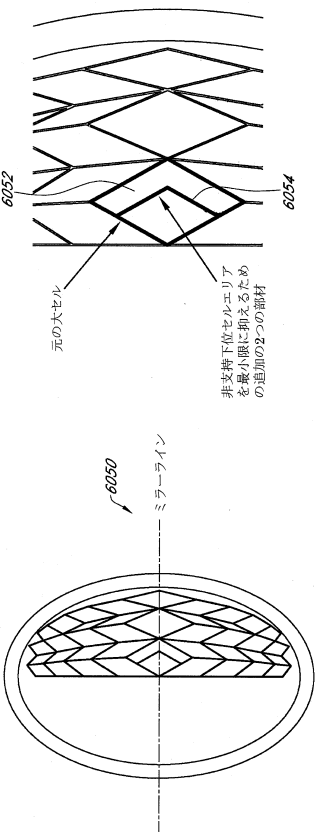 6052
6054
元の大セル
非支持下位セルエリア
を最小限に抑えるため
の追加の2つの部材
6050
ミラーライン